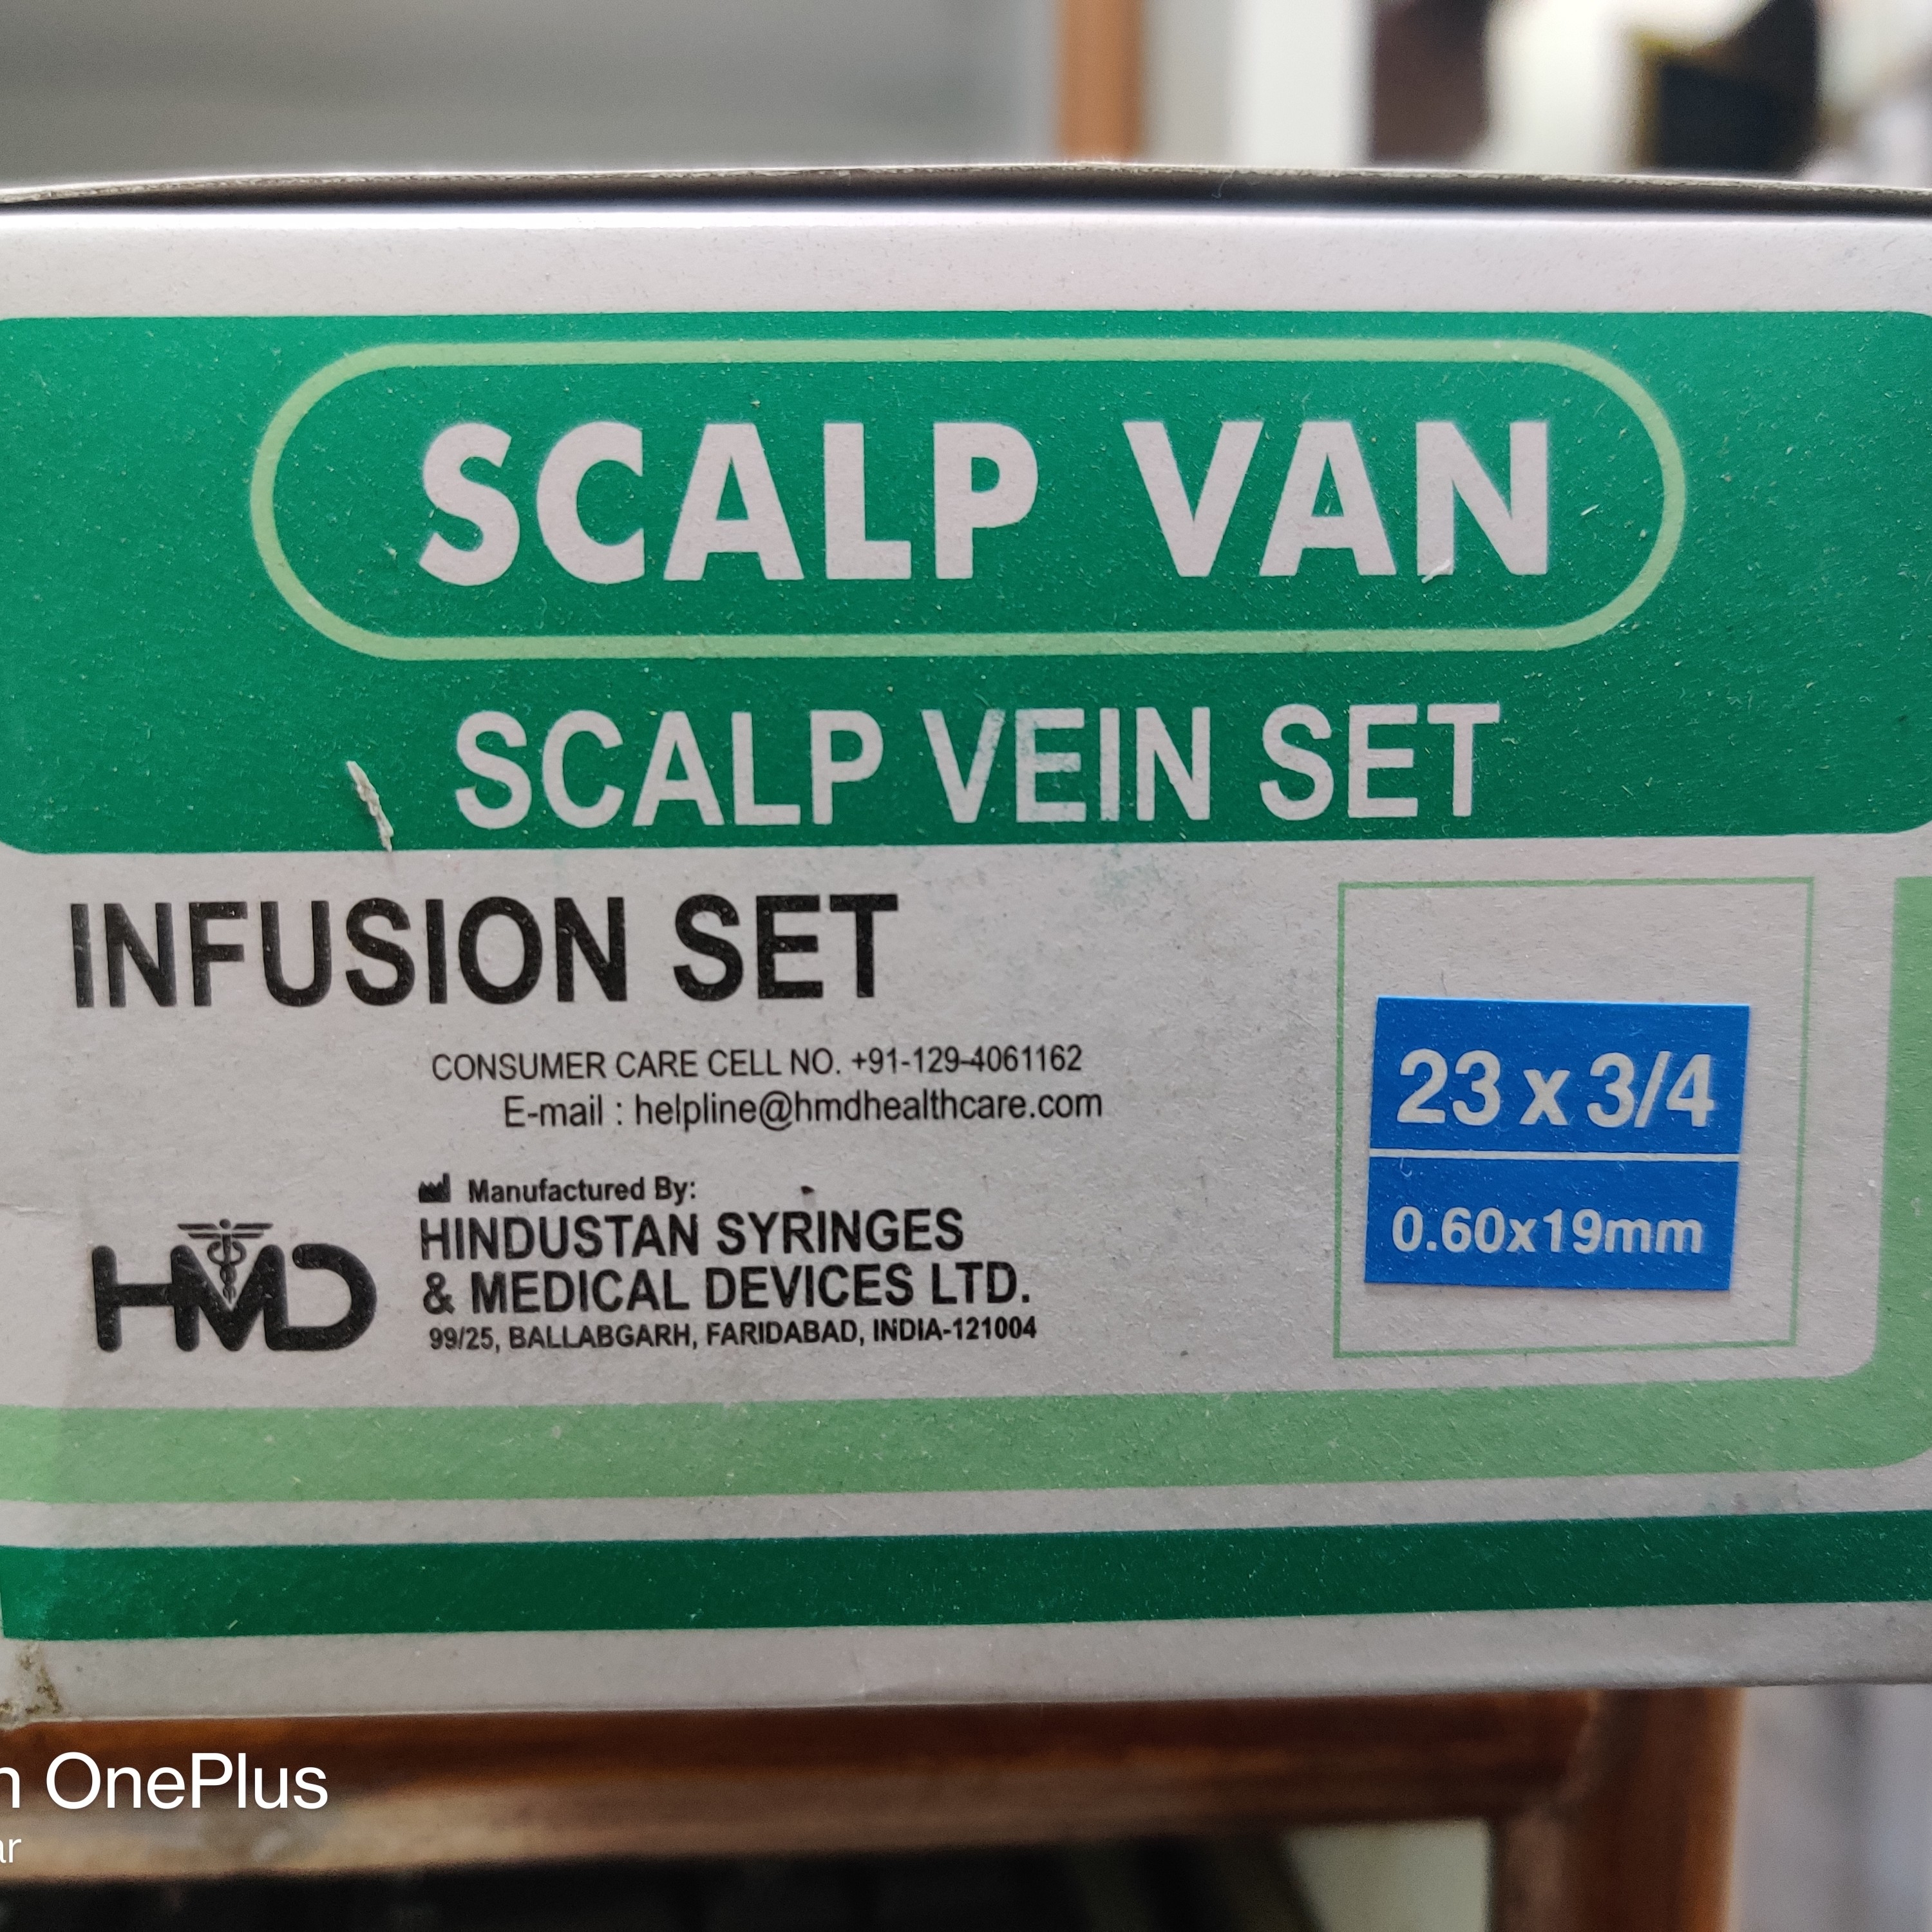 SCALP VAN
SCALP VEIN SET
INFUSION SET
CONSUMER CARE CELL NO. +91-129-4061162
E-mail : helpline@hmdhealthcare.com
Manufactured By:
HINDUSTAN SYRINGES
& MEDICAL DEVICES LTD.
99/25, BALLABGARH, FARIDABAD, INDIA-121004
HMD
23 x 3/4
0.60x19mm
OnePlus